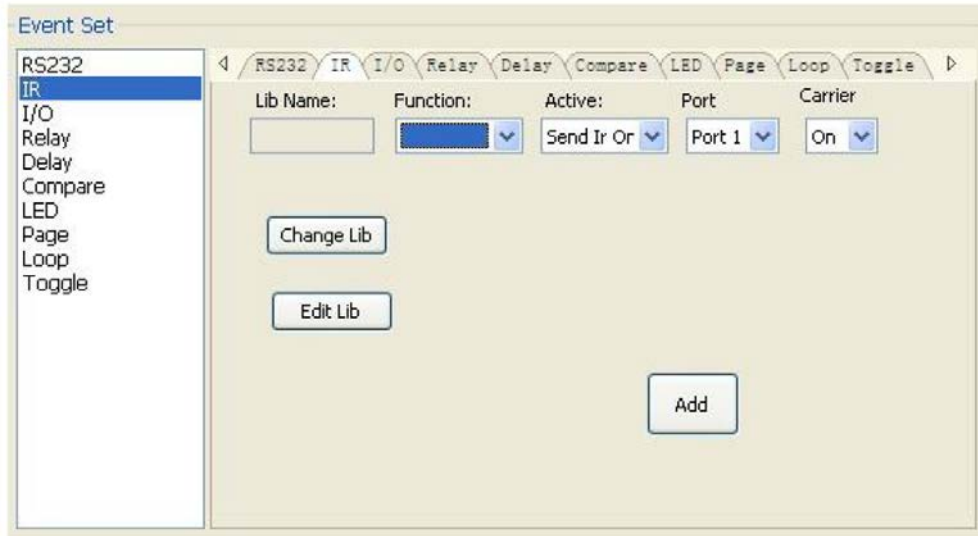 Event Set
RS232
IR
I/O
Relay
Delay
Compare
LED
Page
Loop
Toggle
RS232 IR I/O Relay Delay Compare LED Page Loop Toggle
Lib Name: Function: Active: Port Carrier
Send Ir On Port 1 On
Change Lib
Edit Lib
Add